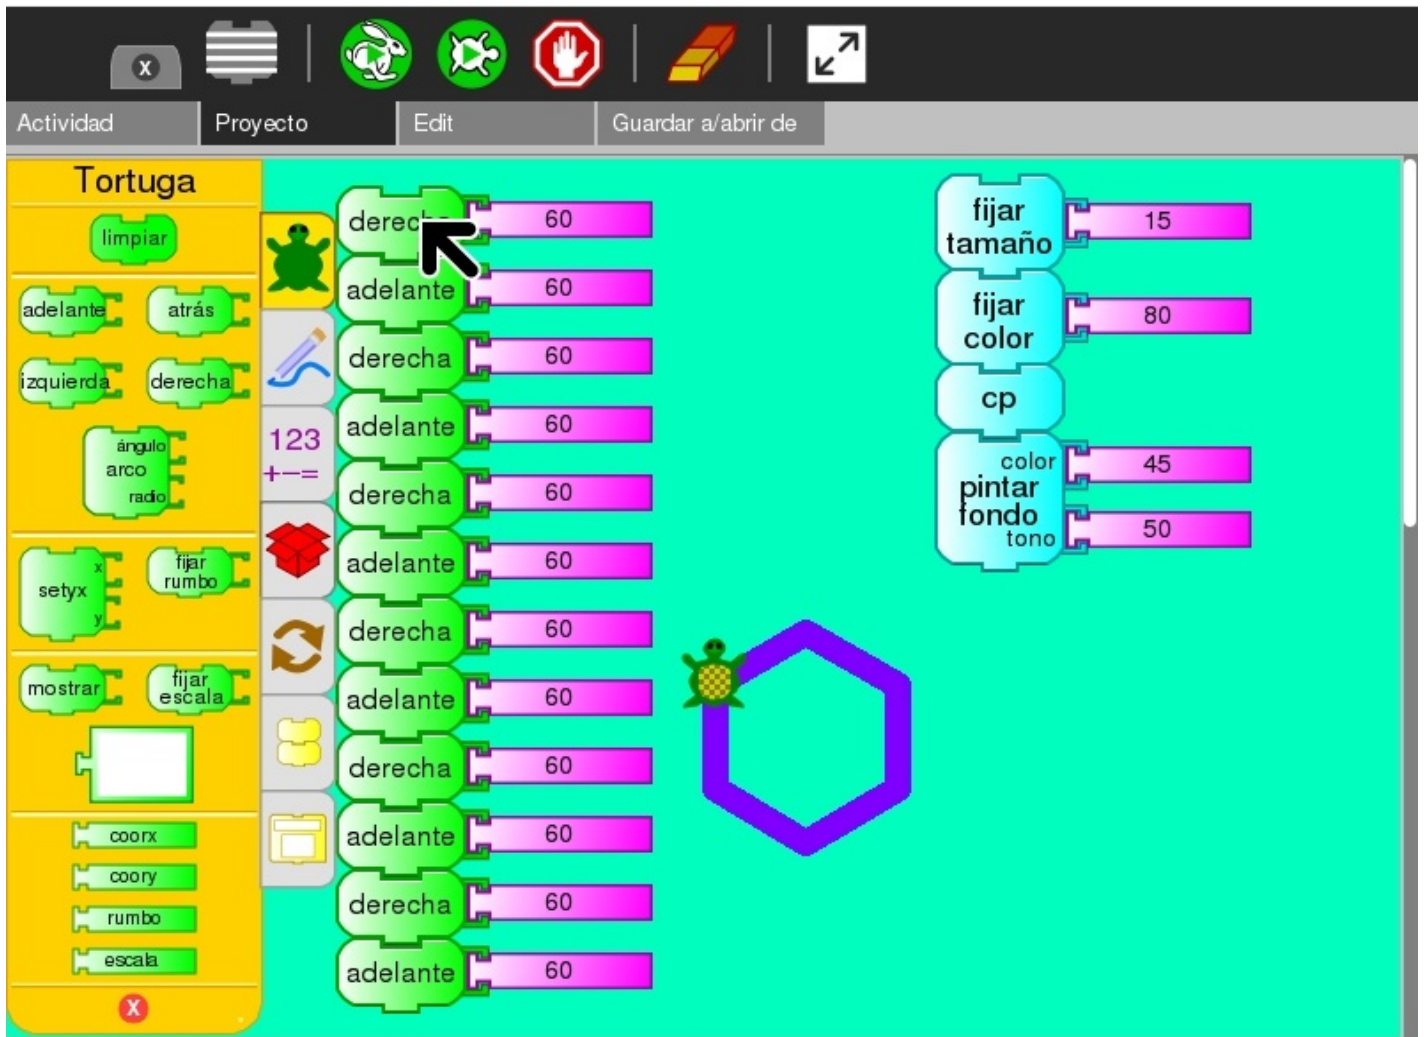 X
Actividad
Proyecto
Edit
Guardar a/abrir de
Tortuga
limpiar
adelante
atrás
izquierda
derecha
ángulo
arco
radio
x
setyx
y
fijar
rumbo
mostrar
fijar
escala
coorx
coory
rumbo
escala
X
123
+−=
derecha 60
adelante 60
derecha 60
adelante 60
derecha 60
adelante 60
derecha 60
adelante 60
derecha 60
adelante 60
derecha 60
adelante 60
fijar
tamaño 15
fijar
color 80
cp
color 45
pintar
fondo
tono 50